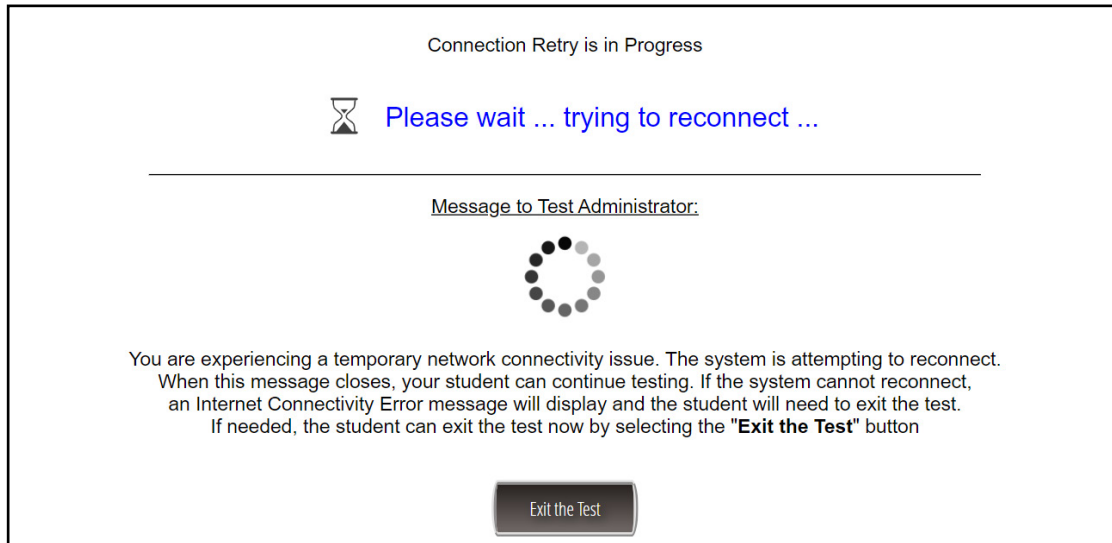 Connection Retry is in Progress
Please wait ... trying to reconnect ...
Message to Test Administrator:
You are experiencing a temporary network connectivity issue. The system is attempting to reconnect.
When this message closes, your student can continue testing. If the system cannot reconnect,
an Internet Connectivity Error message will display and the student will need to exit the test.
If needed, the student can exit the test now by selecting the "Exit the Test" button
Exit the Test